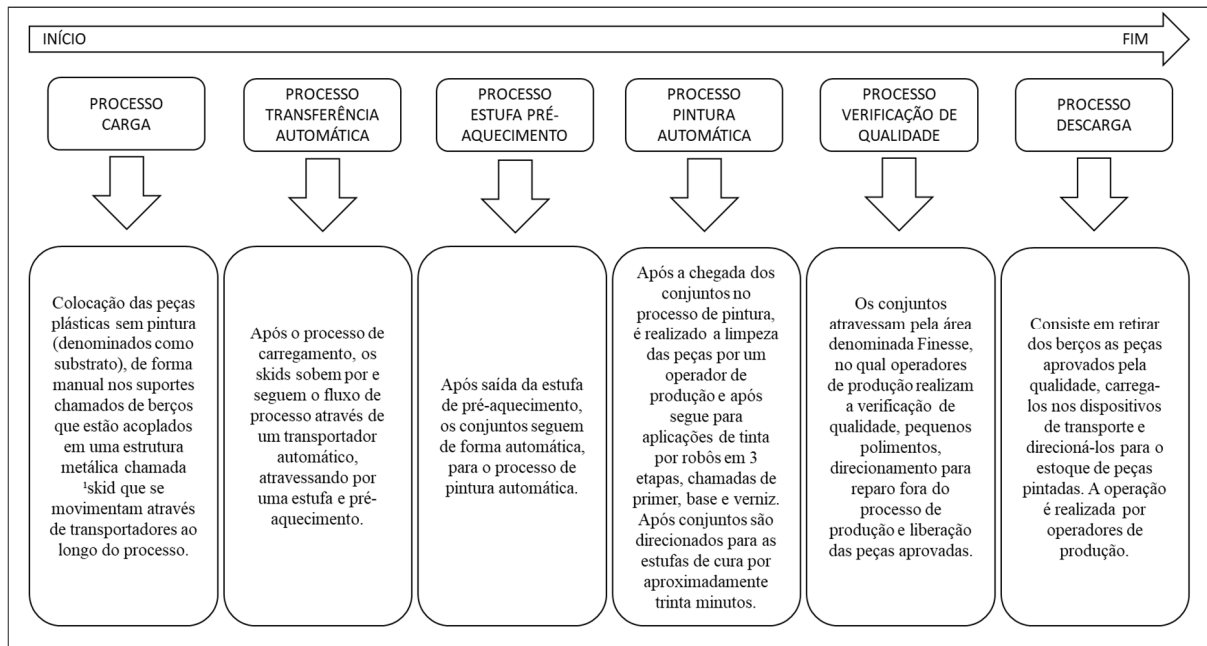 INÍCIO
FIM
PROCESSO
CARGA
PROCESSO
TRANSFERÊNCIA
AUTOMÁTICA
PROCESSO
ESTUFA PRÉ-
AQUECIMENTO
PROCESSO
PINTURA
AUTOMÁTICA
PROCESSO
VERIFICAÇÃO DE
QUALIDADE
PROCESSO
DESCARGA
Colocação das peças
plásticas sem pintura
(denominados como
substrato), de forma
manual nos suportes
chamados de berços
que estão acoplados
em uma estrutura
metálica chamada
¹skid que se
movimentam através
de transportadores ao
longo do processo.
Após o processo de
carregamento, os
skids sobem por e
seguem o fluxo de
processo através de
um transportador
automático,
atravessando por
uma estufa e pré-
aquecimento.
Após saída da estufa
de pré-aquecimento,
os conjuntos seguem
de forma automática,
para o processo de
pintura automática.
Após a chegada dos
conjuntos no
processo de pintura,
é realizado a limpeza
das peças por um
operador de
produção e após
segue para
aplicações de tinta
por robôs em 3
etapas, chamadas de
primer, base e verniz.
Após conjuntos são
direcionados para as
estufas de cura por
aproximadamente
trinta minutos.
Os conjuntos
atravessam pela área
denominada Finesse,
no qual operadores
de produção realizam
a verificação de
qualidade, pequenos
polimentos,
direcionamento para
reparo fora do
processo de
produção e liberação
das peças aprovadas.
Consiste em retirar
dos berços as peças
aprovados pela
qualidade, carrega-
los nos dispositivos
de transporte e
direcioná-los para o
estoque de peças
pintadas. A operação
é realizada por
operadores de
produção.